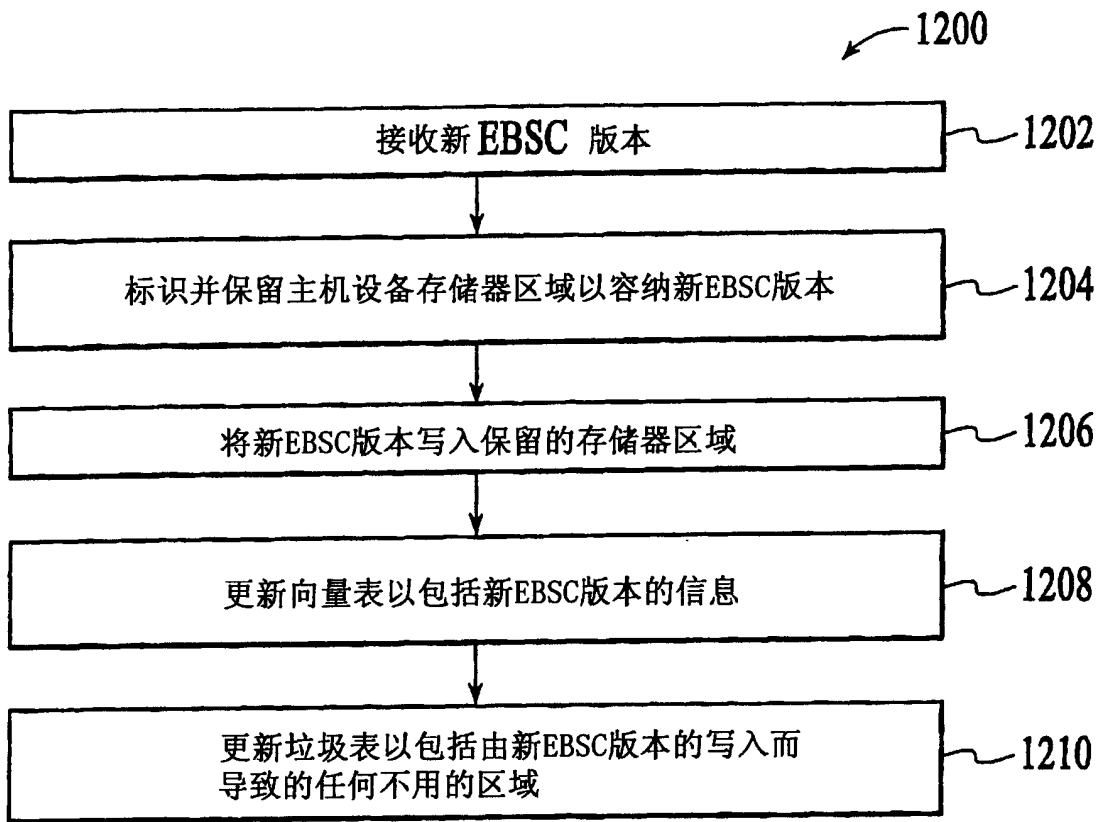 1200
接收新EBSC 版本
1202
标识并保留主机设备存储器区域以容纳新EBSC版本
1204
将新EBSC版本写入保留的存储器区域
1206
更新向量表以包括新EBSC版本的信息
1208
更新垃圾表以包括由新EBSC版本的写入而
导致的任何不用的区域
1210